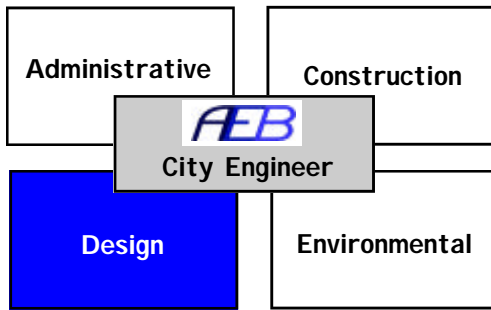 Administrative
Construction
AEB
City Engineer
Design
Environmental